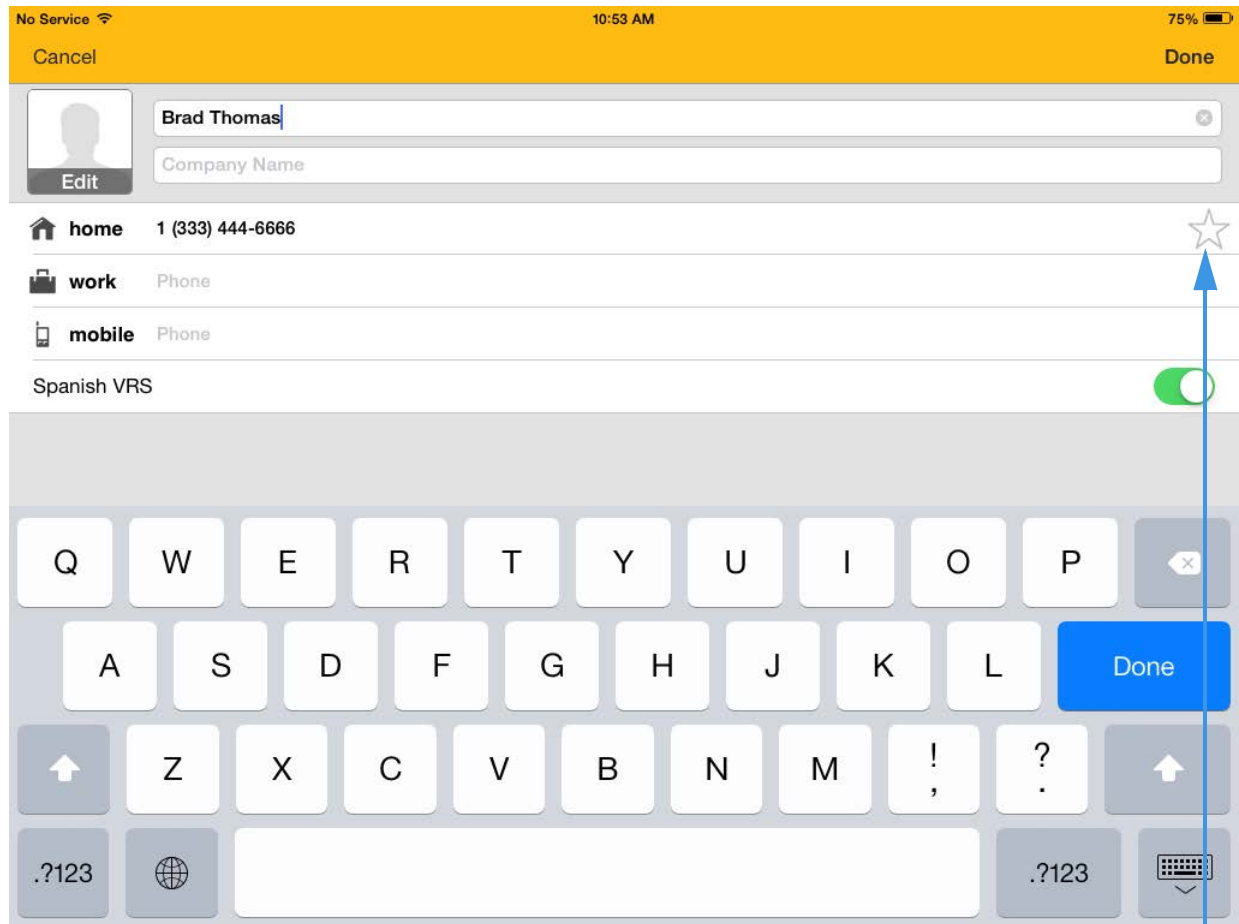 No Service 10:53 AM 75%
Cancel Done
Brad Thomas
Company Name
Edit
home 1 (333) 444-6666
work Phone
mobile Phone
Spanish VRS
Q W E R T Y U I O P
A S D F G H J K L Done
Z X C V B N M ! , ? .
.?123 .?123